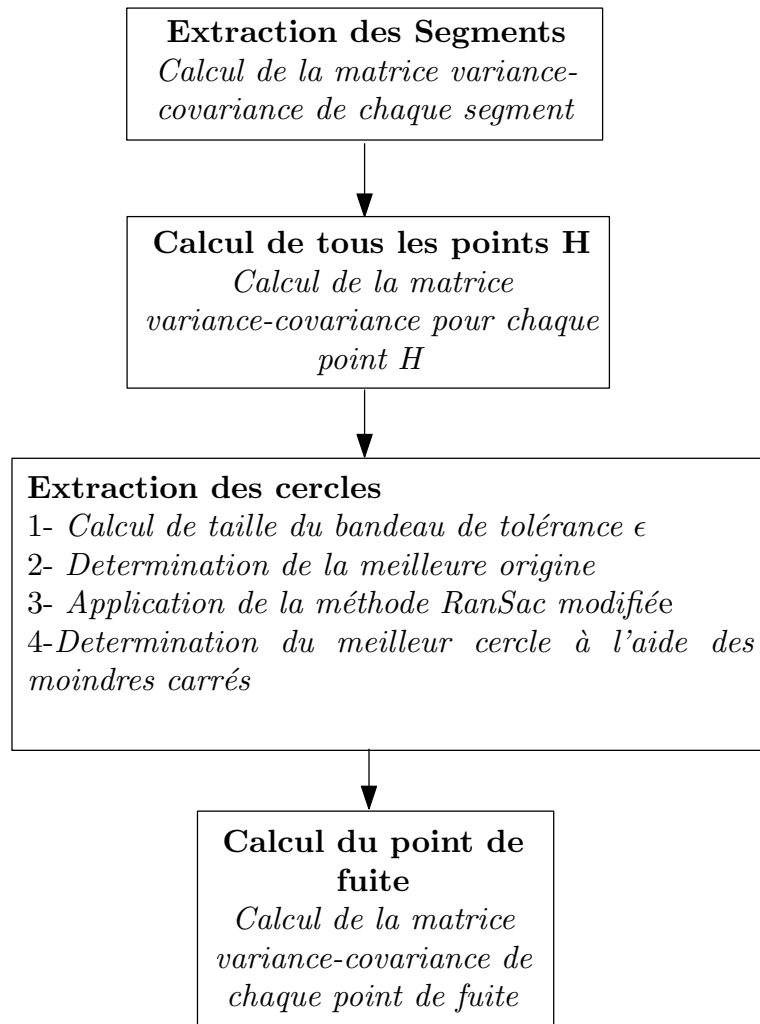 Extraction des Segments
Calcul de la matrice variance-
covariance de chaque segment
Calcul de tous les points H
Calcul de la matrice
variance-covariance pour chaque
point H
Extraction des cercles
1- Calcul de taille du bandeau de tolérance ϵ
2- Determination de la meilleure origine
3- Application de la méthode RanSac modifiée
4-Determination du meilleur cercle à l'aide des
moindres carrés
Calcul du point de
fuite
Calcul de la matrice
variance-covariance de
chaque point de fuite